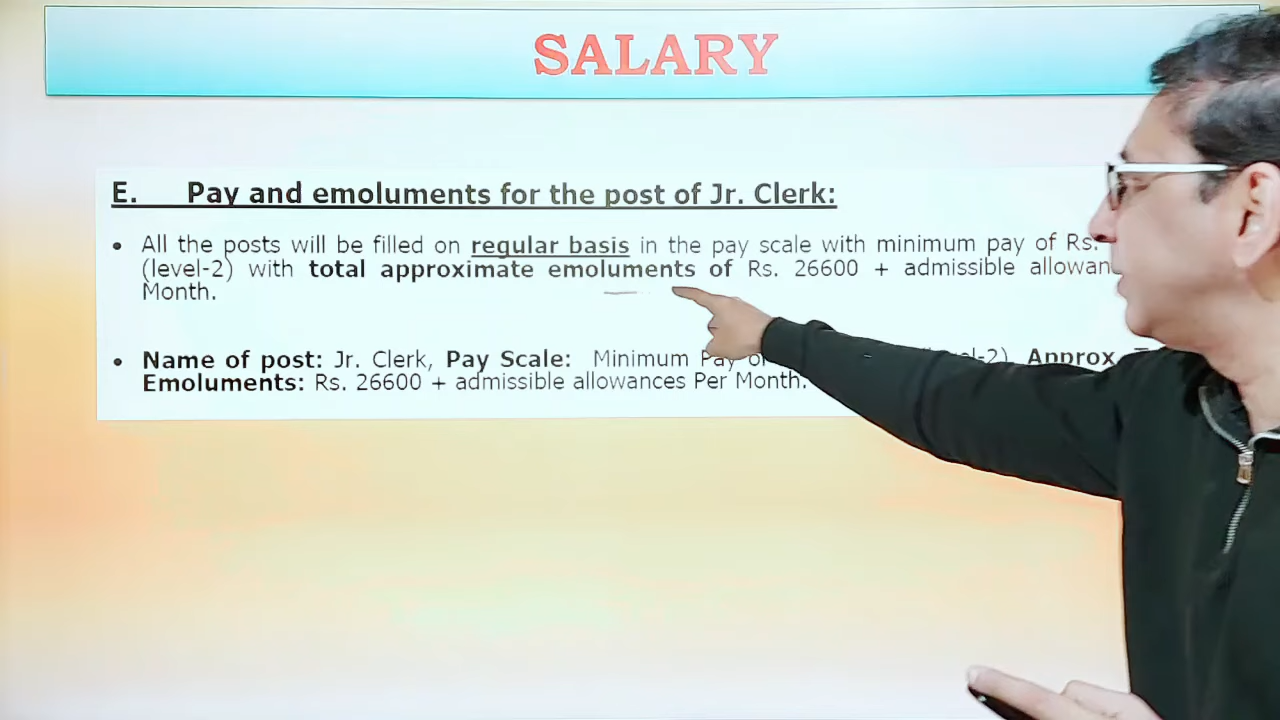 SALARY
E. Pay and emoluments for the post of Jr. Clerk:
• All the posts will be filled on regular basis in the pay scale with minimum pay of Rs.
(level-2) with total approximate emoluments of Rs. 26600 + admissible
Month.
• Name of post: Jr. Clerk, Pay Scale: Minimum Pay of Approx.
Emoluments: Rs. 26600 + admissible allowances Per Month.